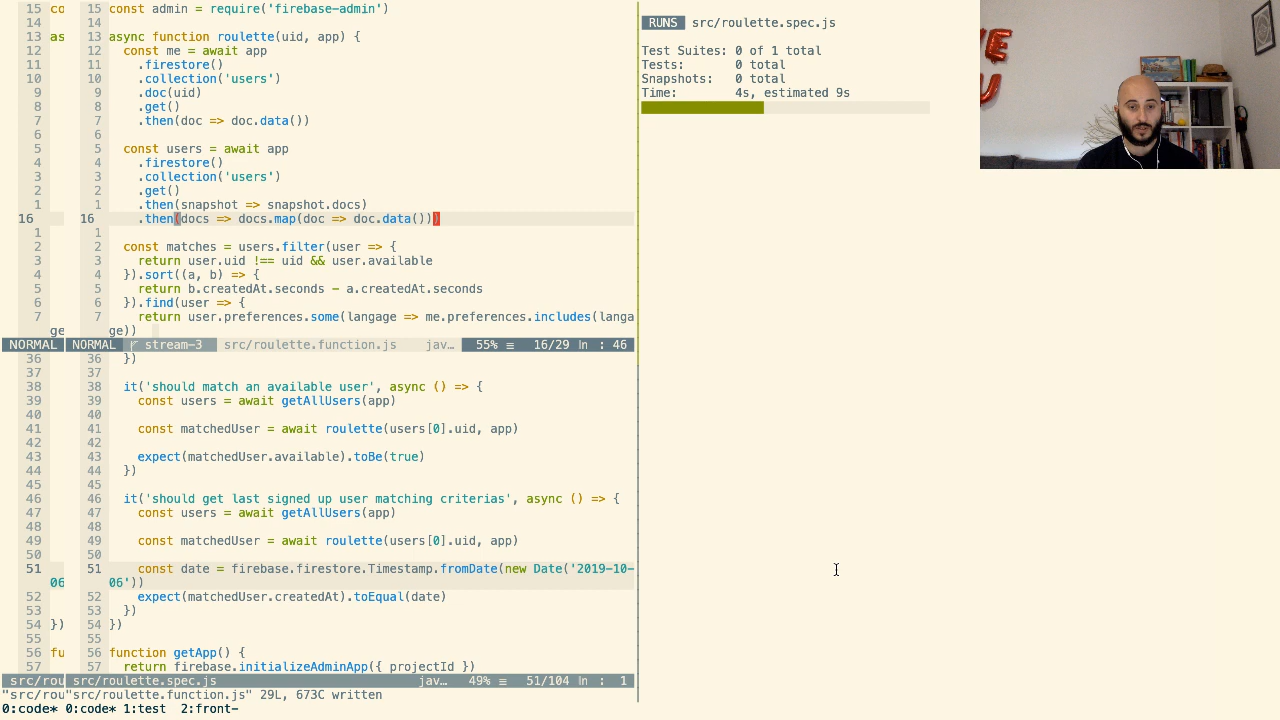 15 co 15 const admin = require('firebase-admin')
14 14
13 as 13 async function roulette(uid, app) {
12 12 const me = await app
11 11 .firestore()
10 10 .collection('users')
9 9 .doc(uid)
8 8 .get()
7 7 .then(doc => doc.data())
6 6
5 5 const users = await app
4 4 .firestore()
3 3 .collection('users')
2 2 .get()
1 1 .then(snapshot => snapshot.docs)
16 16 .then(docs => docs.map(doc => doc.data()))
1 1
2 2 const matches = users.filter(user => {
3 3 return user.uid !== uid && user.available
4 4 }).sort((a, b) => {
5 5 return b.createdAt.seconds - a.createdAt.seconds
6 6 }).find(user => {
7 7 return user.preferences.some(langage => me.preferences.includes(langa
ge ge))
NORMAL NORMAL stream-3 src/roulette.function.js jav… 55% ≡ 16/29 ㏑ : 46
36 36 })
37 37
38 38 it('should match an available user', async () => {
39 39 const users = await getAllUsers(app)
40 40
41 41 const matchedUser = await roulette(users[0].uid, app)
42 42
43 43 expect(matchedUser.available).toBe(true)
44 44 })
45 45
46 46 it('should get last signed up user matching criterias', async () => {
47 47 const users = await getAllUsers(app)
48 48
49 49 const matchedUser = await roulette(users[0].uid, app)
50 50
51 51 const date = firebase.firestore.Timestamp.fromDate(new Date('2019-10-
06 06'))
52 52 expect(matchedUser.createdAt).toEqual(date)
53 53 })
54 }) 54 })
55 55
56 fu 56 function getApp() {
57 57 return firebase.initializeAdminApp({ projectId })
src/rou src/roulette.spec.js jav… 49% ≡ 51/104 ㏑ : 1
"src/rou"src/roulette.function.js" 29L, 673C written
0:code* 0:code* 1:test 2:front-
RUNS src/roulette.spec.js
Test Suites: 0 of 1 total
Tests: 0 total
Snapshots: 0 total
Time: 4s, estimated 9s